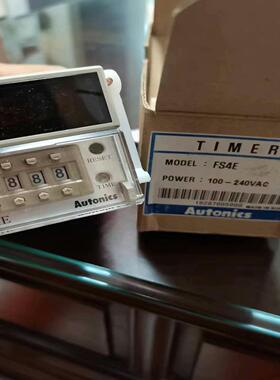 TIMER
MODEL : FS4E
POWER : 100-240VAC
Autonics
RESET
TIME
8 8 8
Autonics